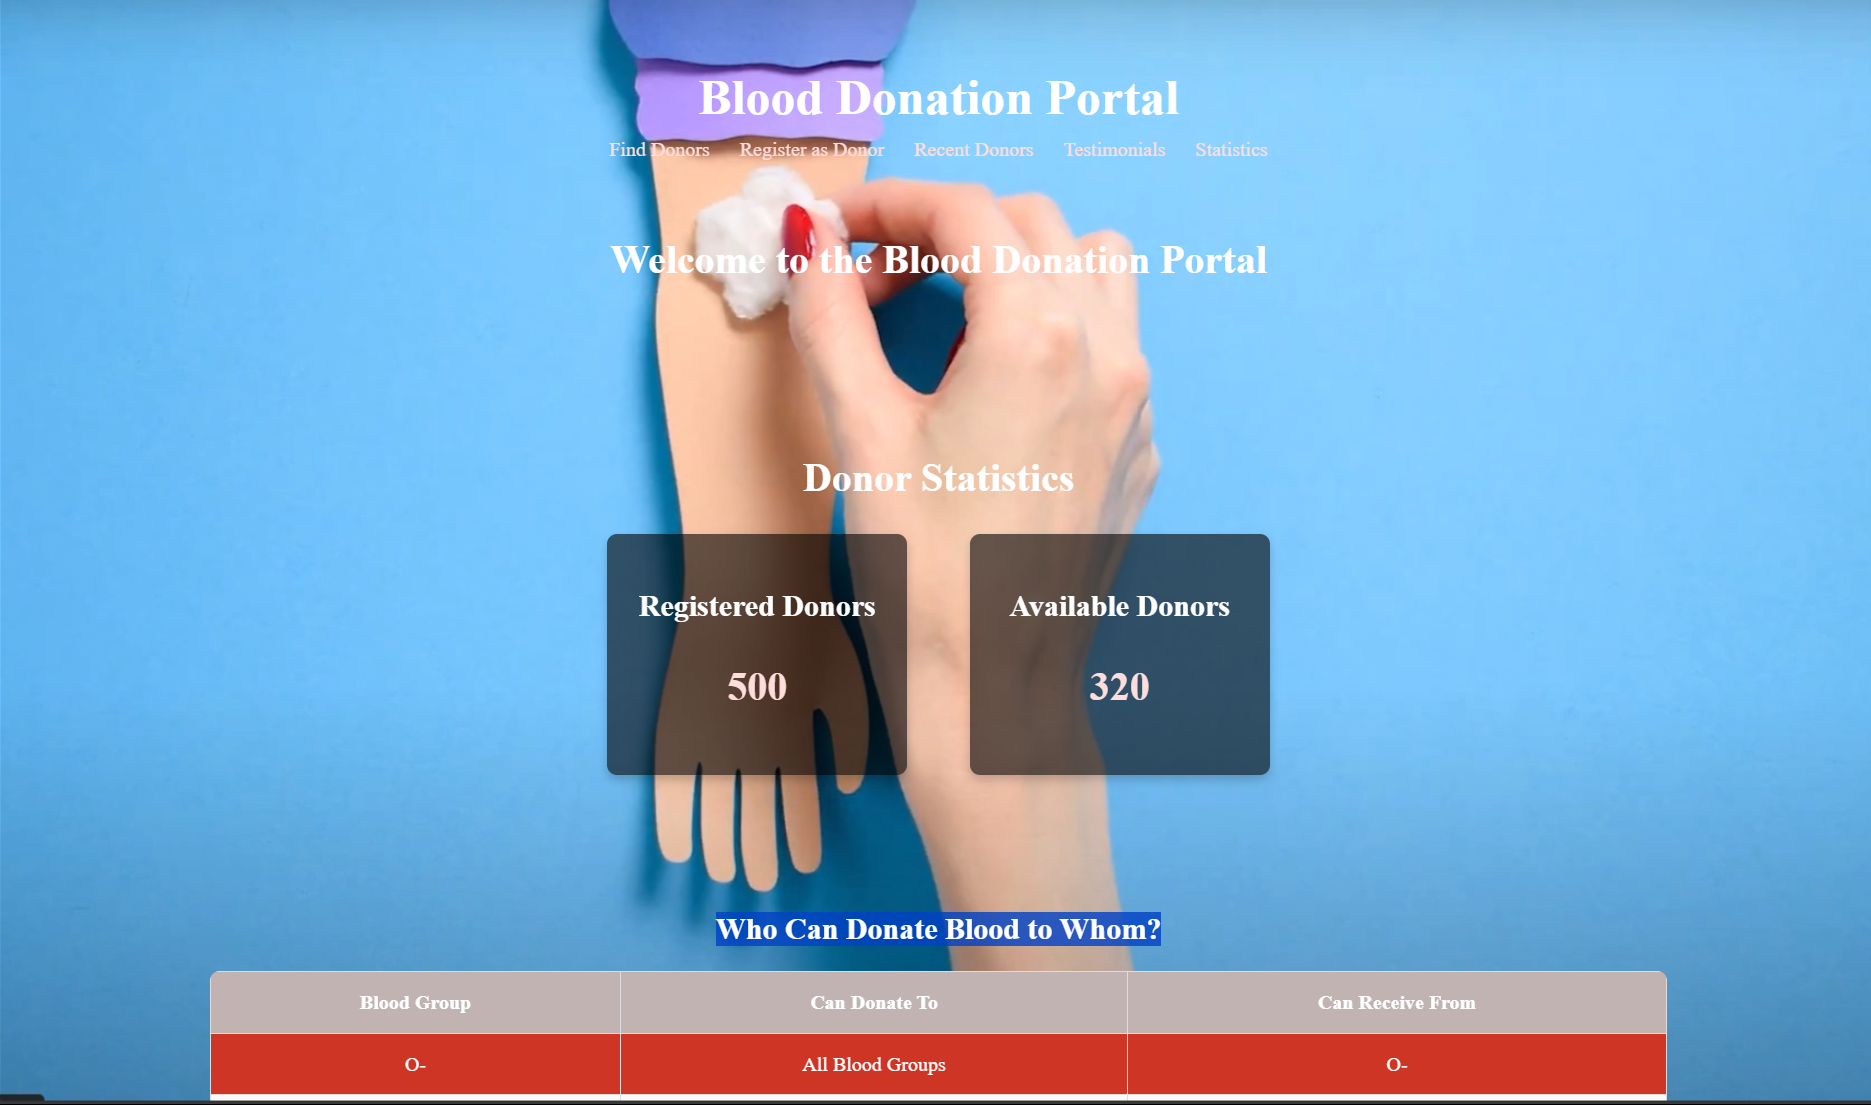 Blood Donation Portal
Find Donors Register as Donor Recent Donors Testimonials Statistics
Welcome to the Blood Donation Portal
Donor Statistics
Registered Donors
500
Available Donors
320
Who Can Donate Blood to Whom?
Blood Group Can Donate To Can Receive From
O- All Blood Groups O-